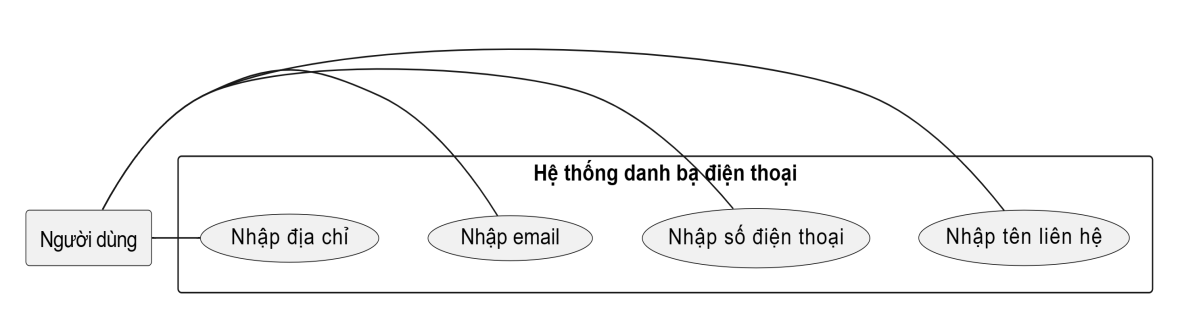 Hệ thống danh bạ điện thoại
Người dùng
Nhập địa chỉ
Nhập email
Nhập số điện thoại
Nhập tên liên hệ